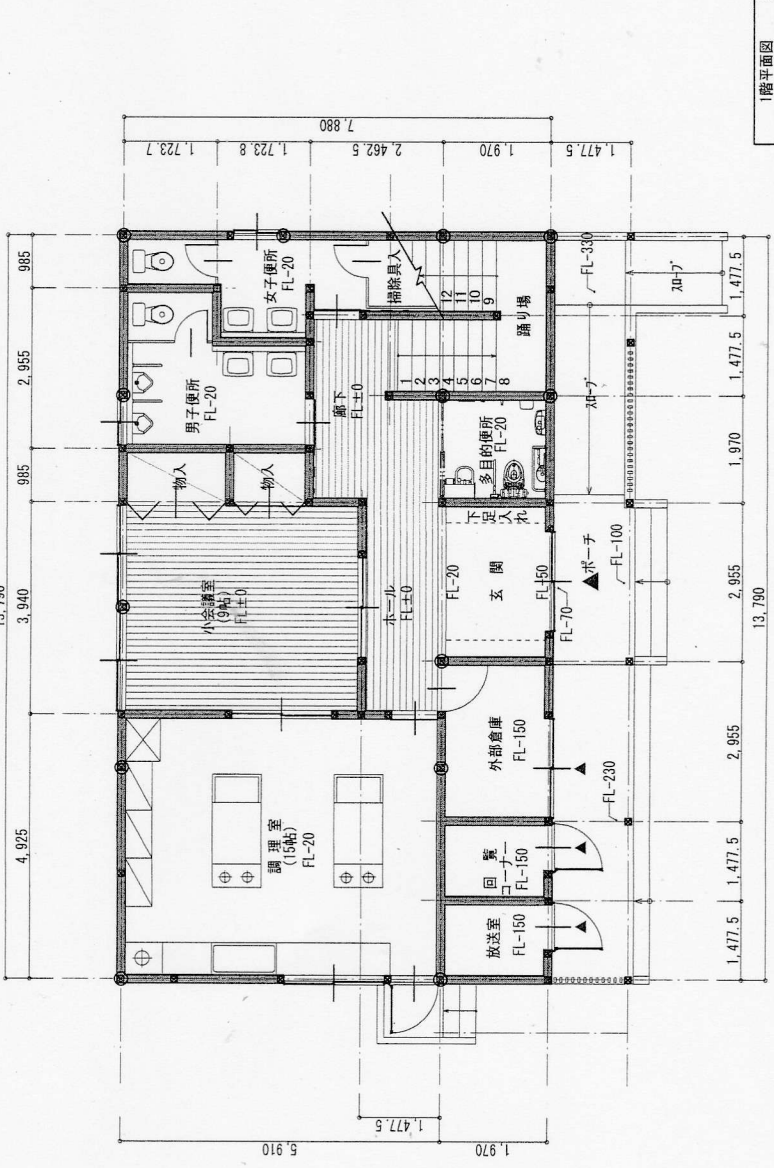 1階平面図
13,790
4,925
3,940
985
2,955
985
1,723.7
1,723.8
2,462.5
1,970
1,477.5
7,880
5,910
1,477.5
1,970
調理室
(15帖)
FL-20
小会議室
(9帖)
FL±0
物入
物入
男子便所
FL-20
女子便所
FL-20
掃除具入
廊下
FL±0
ホール
FL±0
1
2
3
4
5
6
7
8
9
10
11
12
踊り場
多目的便所
FL-20
下足入れ
FL-20
玄関
FL-50
FL-70
ポーチ
FL-100
外部倉庫
FL-150
回覧
コーナー
FL-150
放送室
FL-150
FL-230
FL-330
スロープ
スロープ
1,477.5
1,477.5
2,955
2,955
1,970
1,477.5
1,477.5
13,790